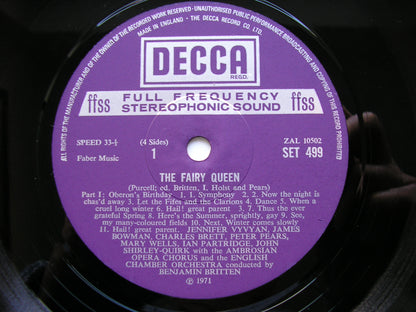 ALL RIGHTS OF THE MANUFACTURER AND OF THE OWNER OF THE RECORDED WORK RESERVED · UNAUTHORISED PUBLIC PERFORMANCE BROADCASTING AND COPYING OF THIS RECORD PROHIBITED
MADE IN ENGLAND · THE DECCA RECORD CO. LTD.
DECCA
REGD.
ffss FULL FREQUENCY ffss
STEREOPHONIC SOUND
SPEED 33⅓ (4 Sides) ZAL 10502
Faber Music 1 SET 499
THE FAIRY QUEEN
(Purcell; ed. Britten, I. Holst and Pears)
Part I: Oberon's Birthday 1. Symphony 2. Now the night is
chas'd away 3. Let the Fifes and the Clarions 4. Dance 5. When a
cruel long winter 6. Hail! great parent 7. Thus the ever
grateful Spring 8. Here's the Summer, sprightly, gay 9. See,
my many-coloured fields 10. Next, Winter comes slowly
11. Hail! great parent. JENNIFER VYVYAN, JAMES
BOWMAN, CHARLES BRETT, PETER PEARS,
MARY WELLS, IAN PARTRIDGE, JOHN
SHIRLEY-QUIRK with the AMBROSIAN
OPERA CHORUS and the ENGLISH
CHAMBER ORCHESTRA conducted by
BENJAMIN BRITTEN
℗ 1971